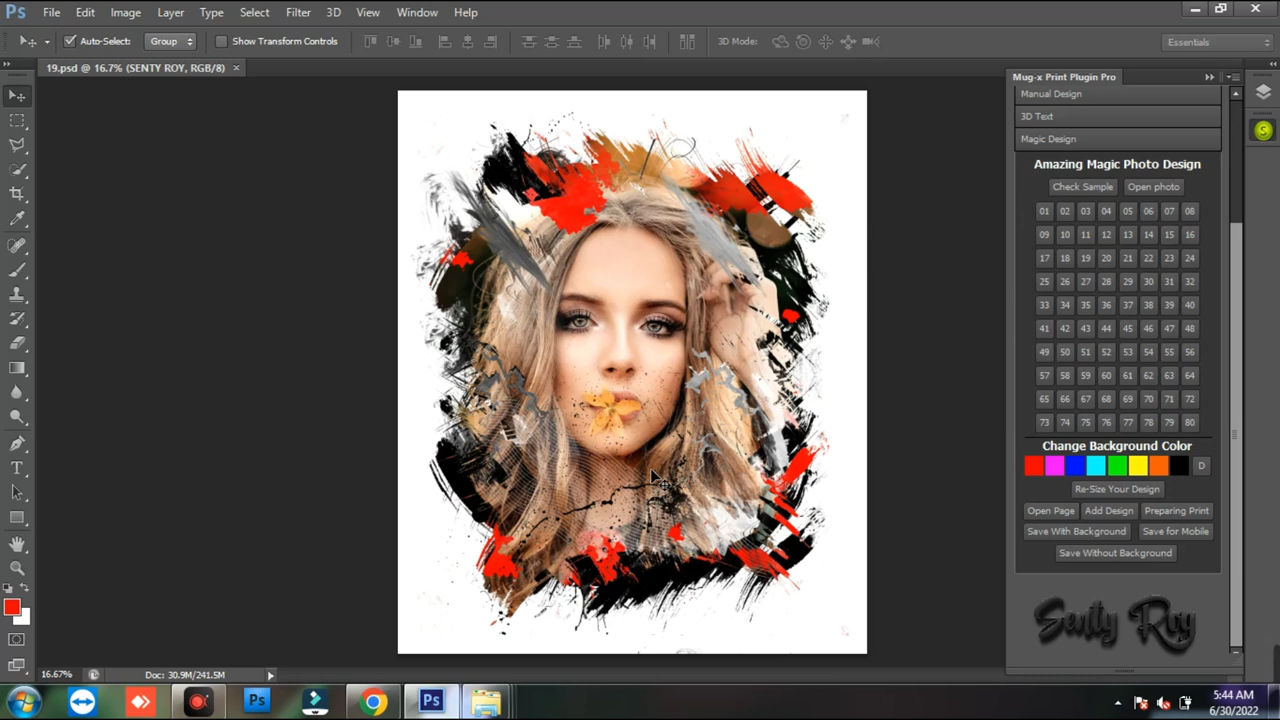 Ps File Edit Image Layer Type Select Filter 3D View Window Help
Auto-Select: Group Show Transform Controls 3D Mode: Essentials
19.psd @ 16.7% (SENTY ROY, RGB/8)
Mug-x Print Plugin Pro
Manual Design
3D Text
Magic Design
Amazing Magic Photo Design
Check Sample Open photo
01 02 03 04 05 06 07 08
09 10 11 12 13 14 15 16
17 18 19 20 21 22 23 24
25 26 27 28 29 30 31 32
33 34 35 36 37 38 39 40
41 42 43 44 45 46 47 48
49 50 51 52 53 54 55 56
57 58 59 60 61 62 63 64
65 66 67 68 69 70 71 72
73 74 75 76 77 78 79 80
Change Background Color
D
Re-Size Your Design
Open Page Add Design Preparing Print
Save With Background Save for Mobile
Save Without Background
Senty Roy
16.67% Doc: 30.9M/241.5M
Ps Ps
5:44 AM
6/30/2022